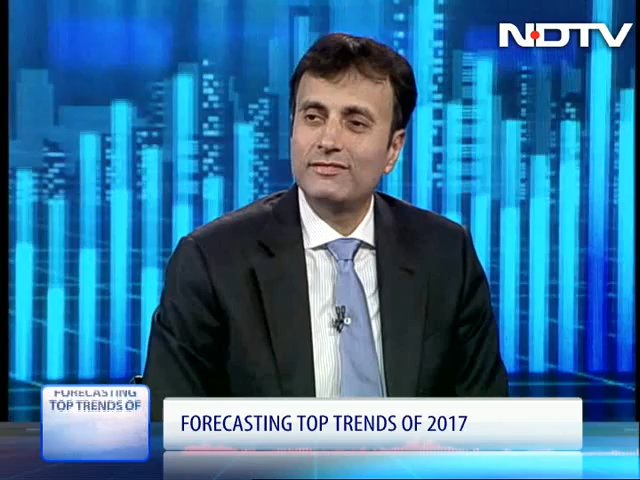 NDTV
FORECASTING
TOP TRENDS OF
FORECASTING TOP TRENDS OF 2017